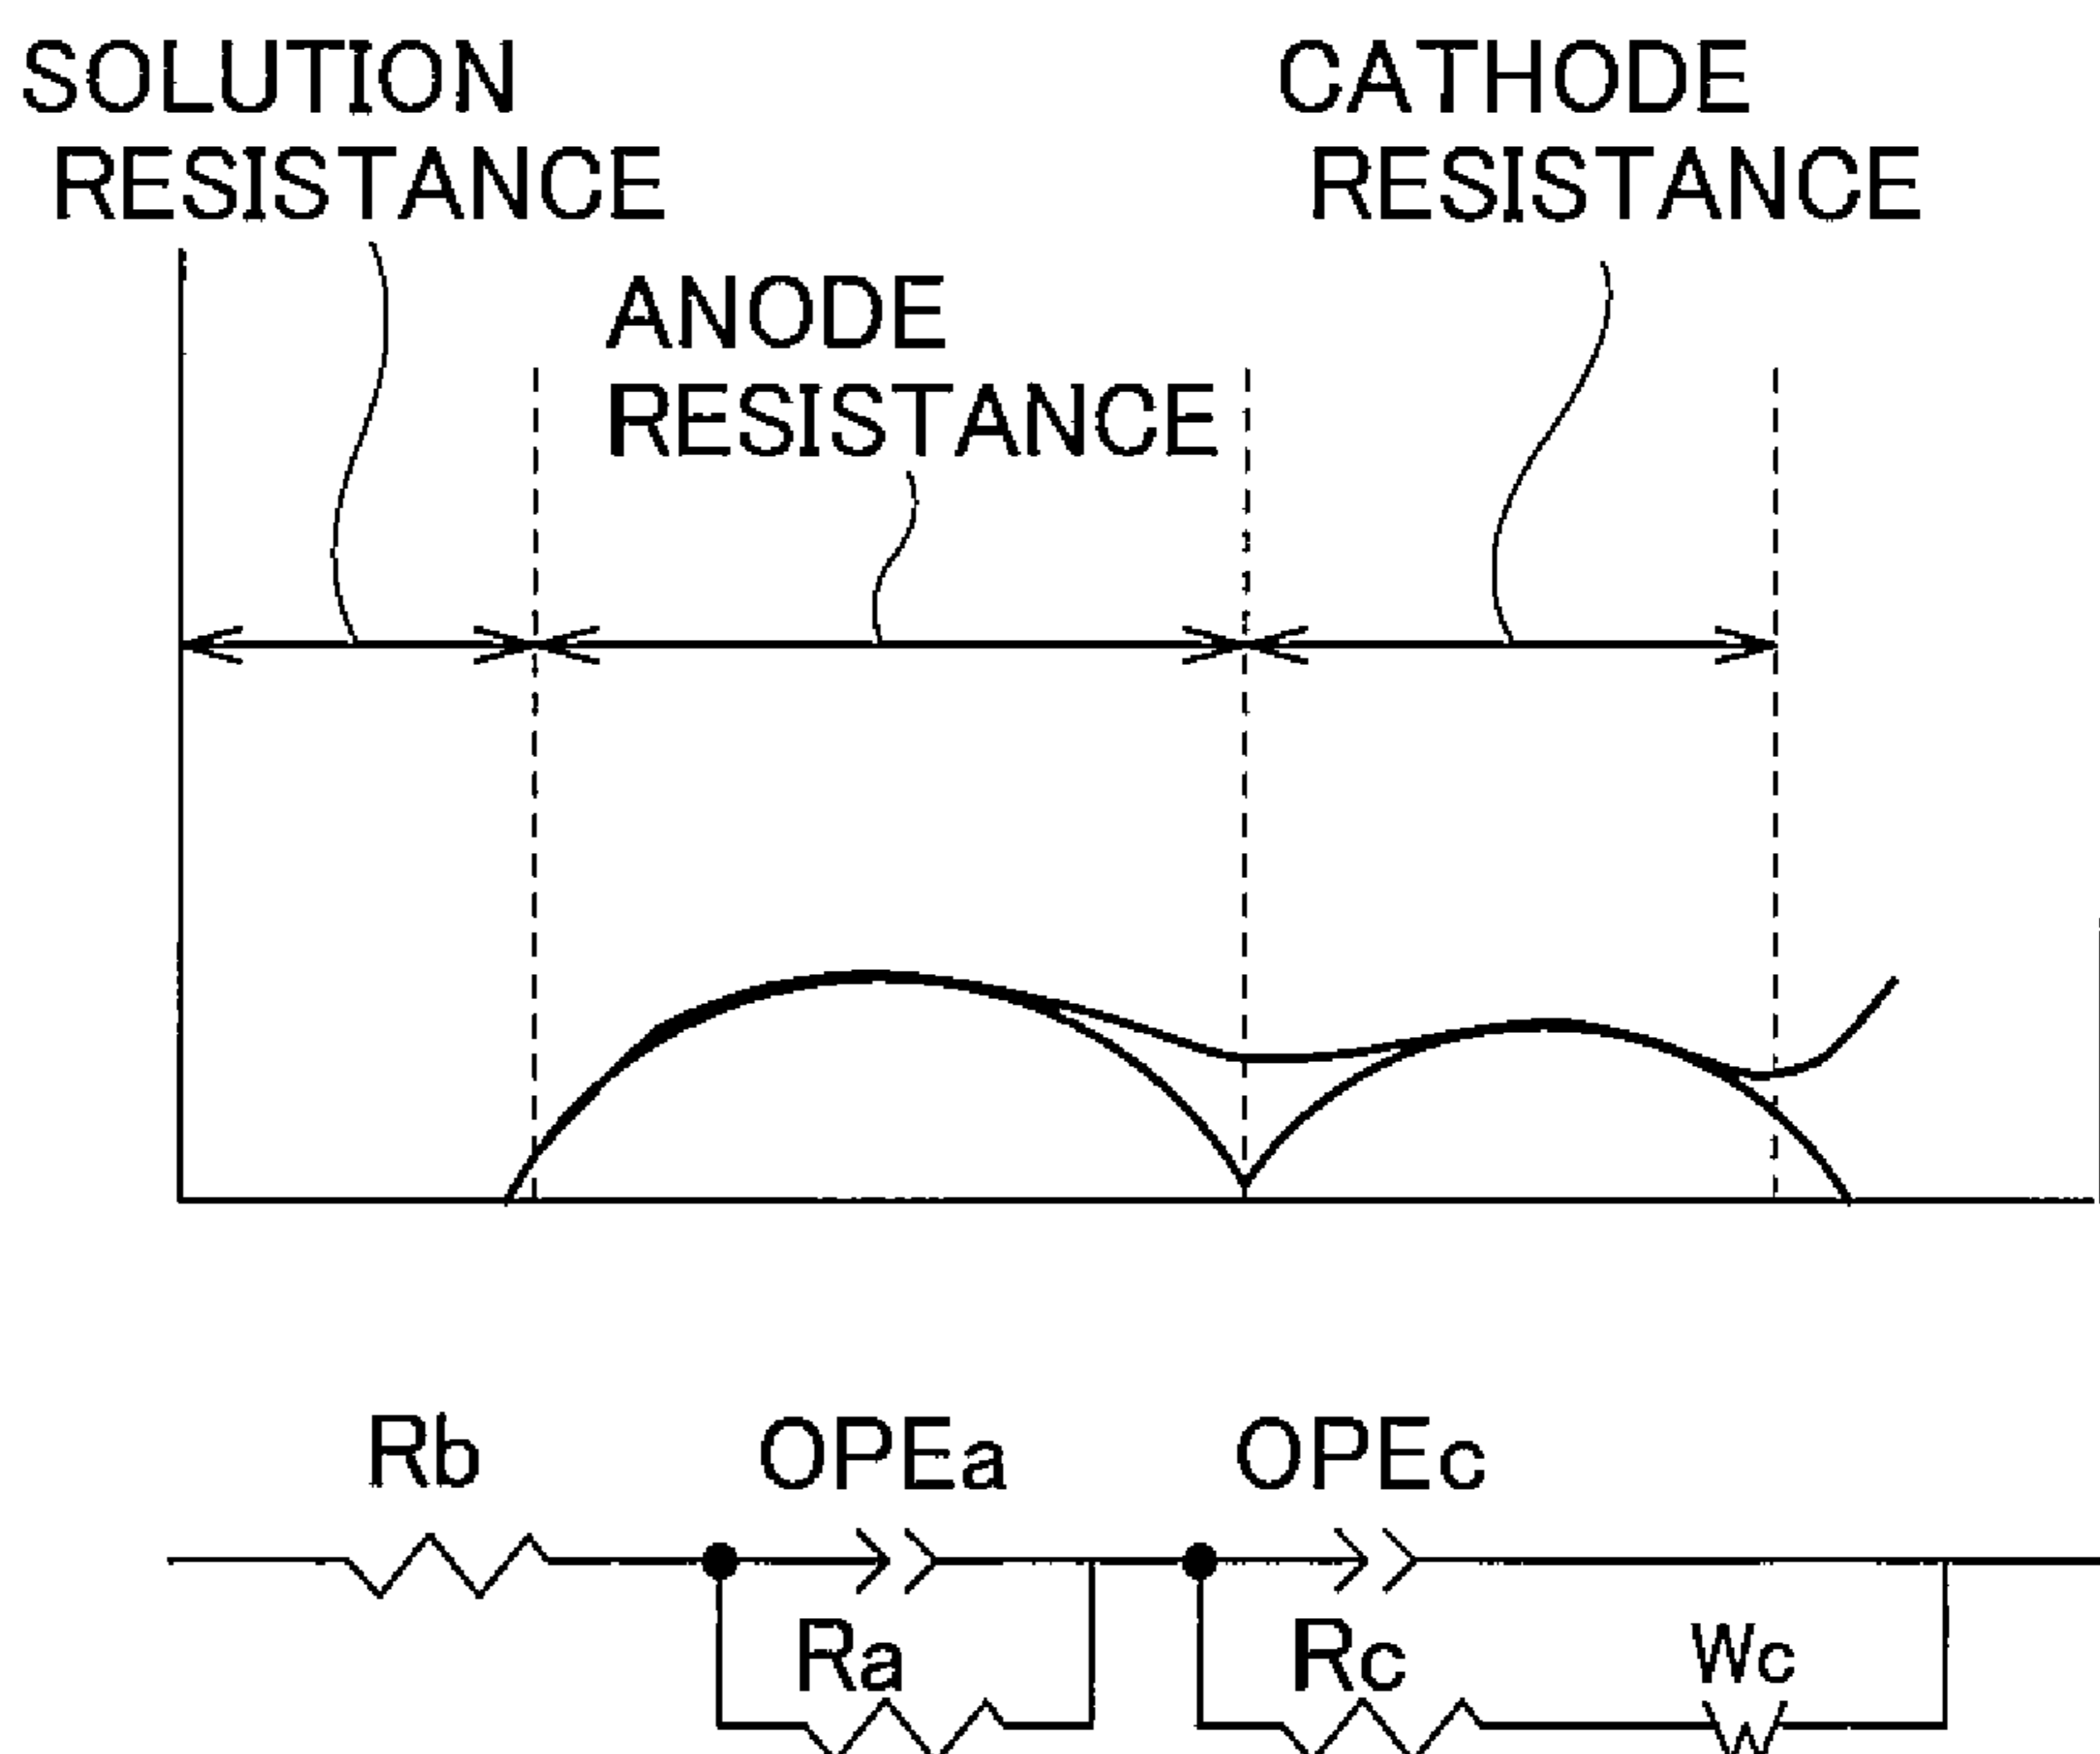 SOLUTION
RESISTANCE
CATHODE
RESISTANCE
ANODE
RESISTANCE
Rb
OPEa
OPEc
Ra
Rc
Wc